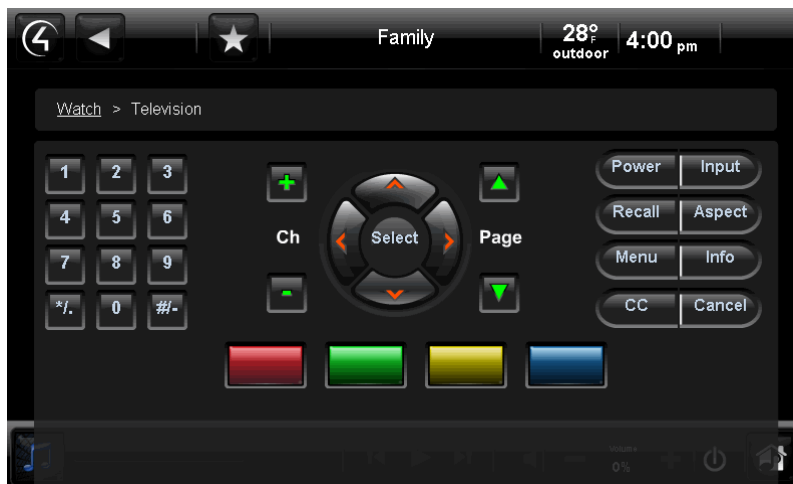 4
Family
28°F
outdoor
4:00 pm
Watch > Television
1 2 3
4 5 6
7 8 9
*/. 0 #/-
+
Ch
-
Select
Page
Power Input
Recall Aspect
Menu Info
CC Cancel
Volume
0%